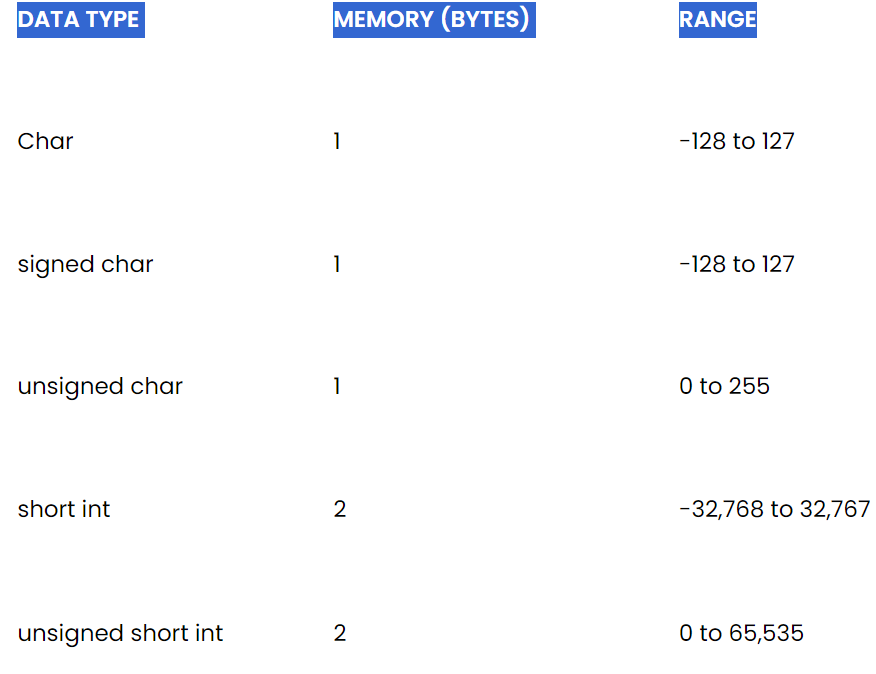 DATA TYPE MEMORY (BYTES) RANGE
Char 1 -128 to 127
signed char 1 -128 to 127
unsigned char 1 0 to 255
short int 2 -32,768 to 32,767
unsigned short int 2 0 to 65,535